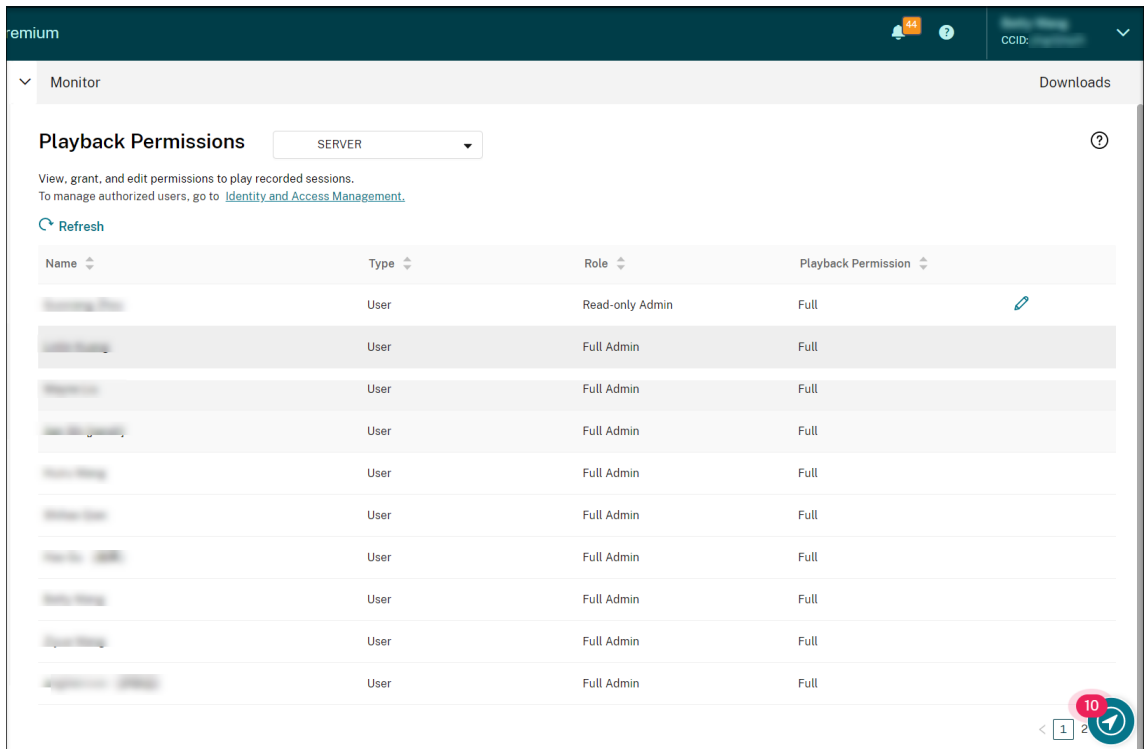 remium
44
CCID:
Monitor Downloads
Playback Permissions SERVER
View, grant, and edit permissions to play recorded sessions.
To manage authorized users, go to Identity and Access Management.
Refresh
Name Type Role Playback Permission
User Read-only Admin Full
User Full Admin Full
User Full Admin Full
User Full Admin Full
User Full Admin Full
User Full Admin Full
User Full Admin Full
User Full Admin Full
User Full Admin Full
User Full Admin Full
10
< 1 2